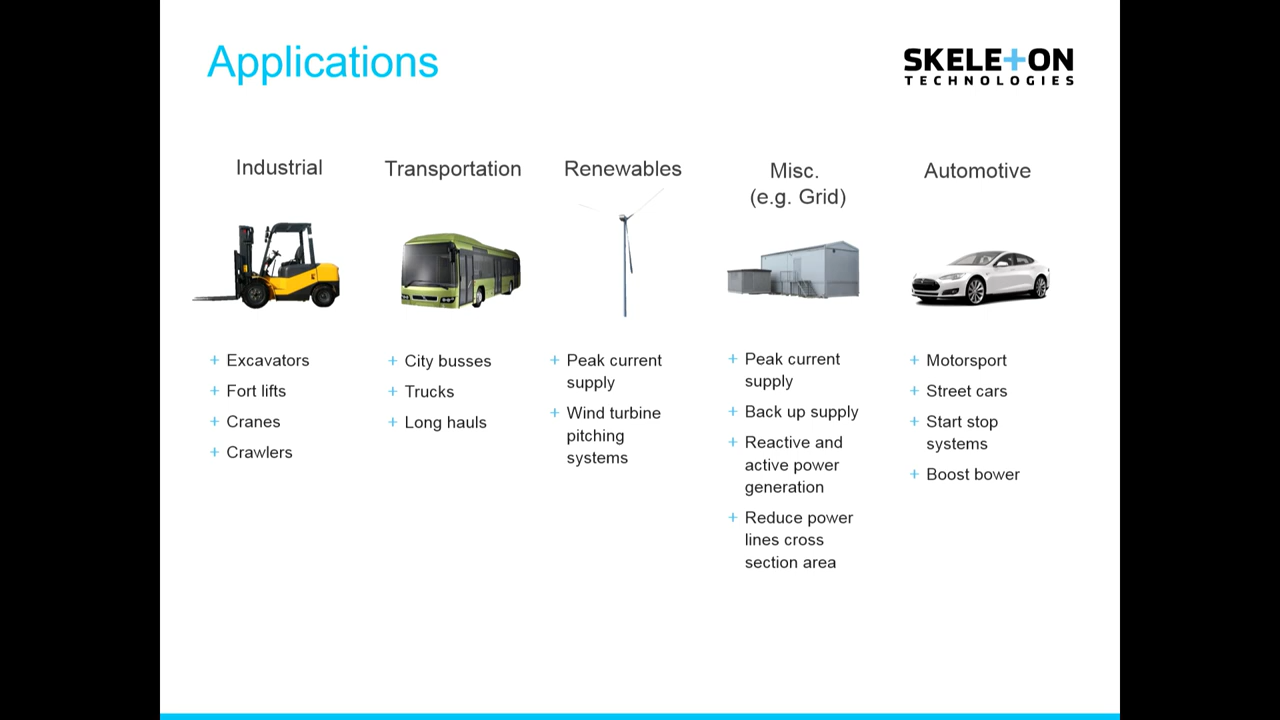 Applications
SKELE+ON
TECHNOLOGIES
Industrial
+ Excavators
+ Fort lifts
+ Cranes
+ Crawlers
Transportation
+ City busses
+ Trucks
+ Long hauls
Renewables
+ Peak current
supply
+ Wind turbine
pitching
systems
Misc.
(e.g. Grid)
+ Peak current
supply
+ Back up supply
+ Reactive and
active power
generation
+ Reduce power
lines cross
section area
Automotive
+ Motorsport
+ Street cars
+ Start stop
systems
+ Boost bower